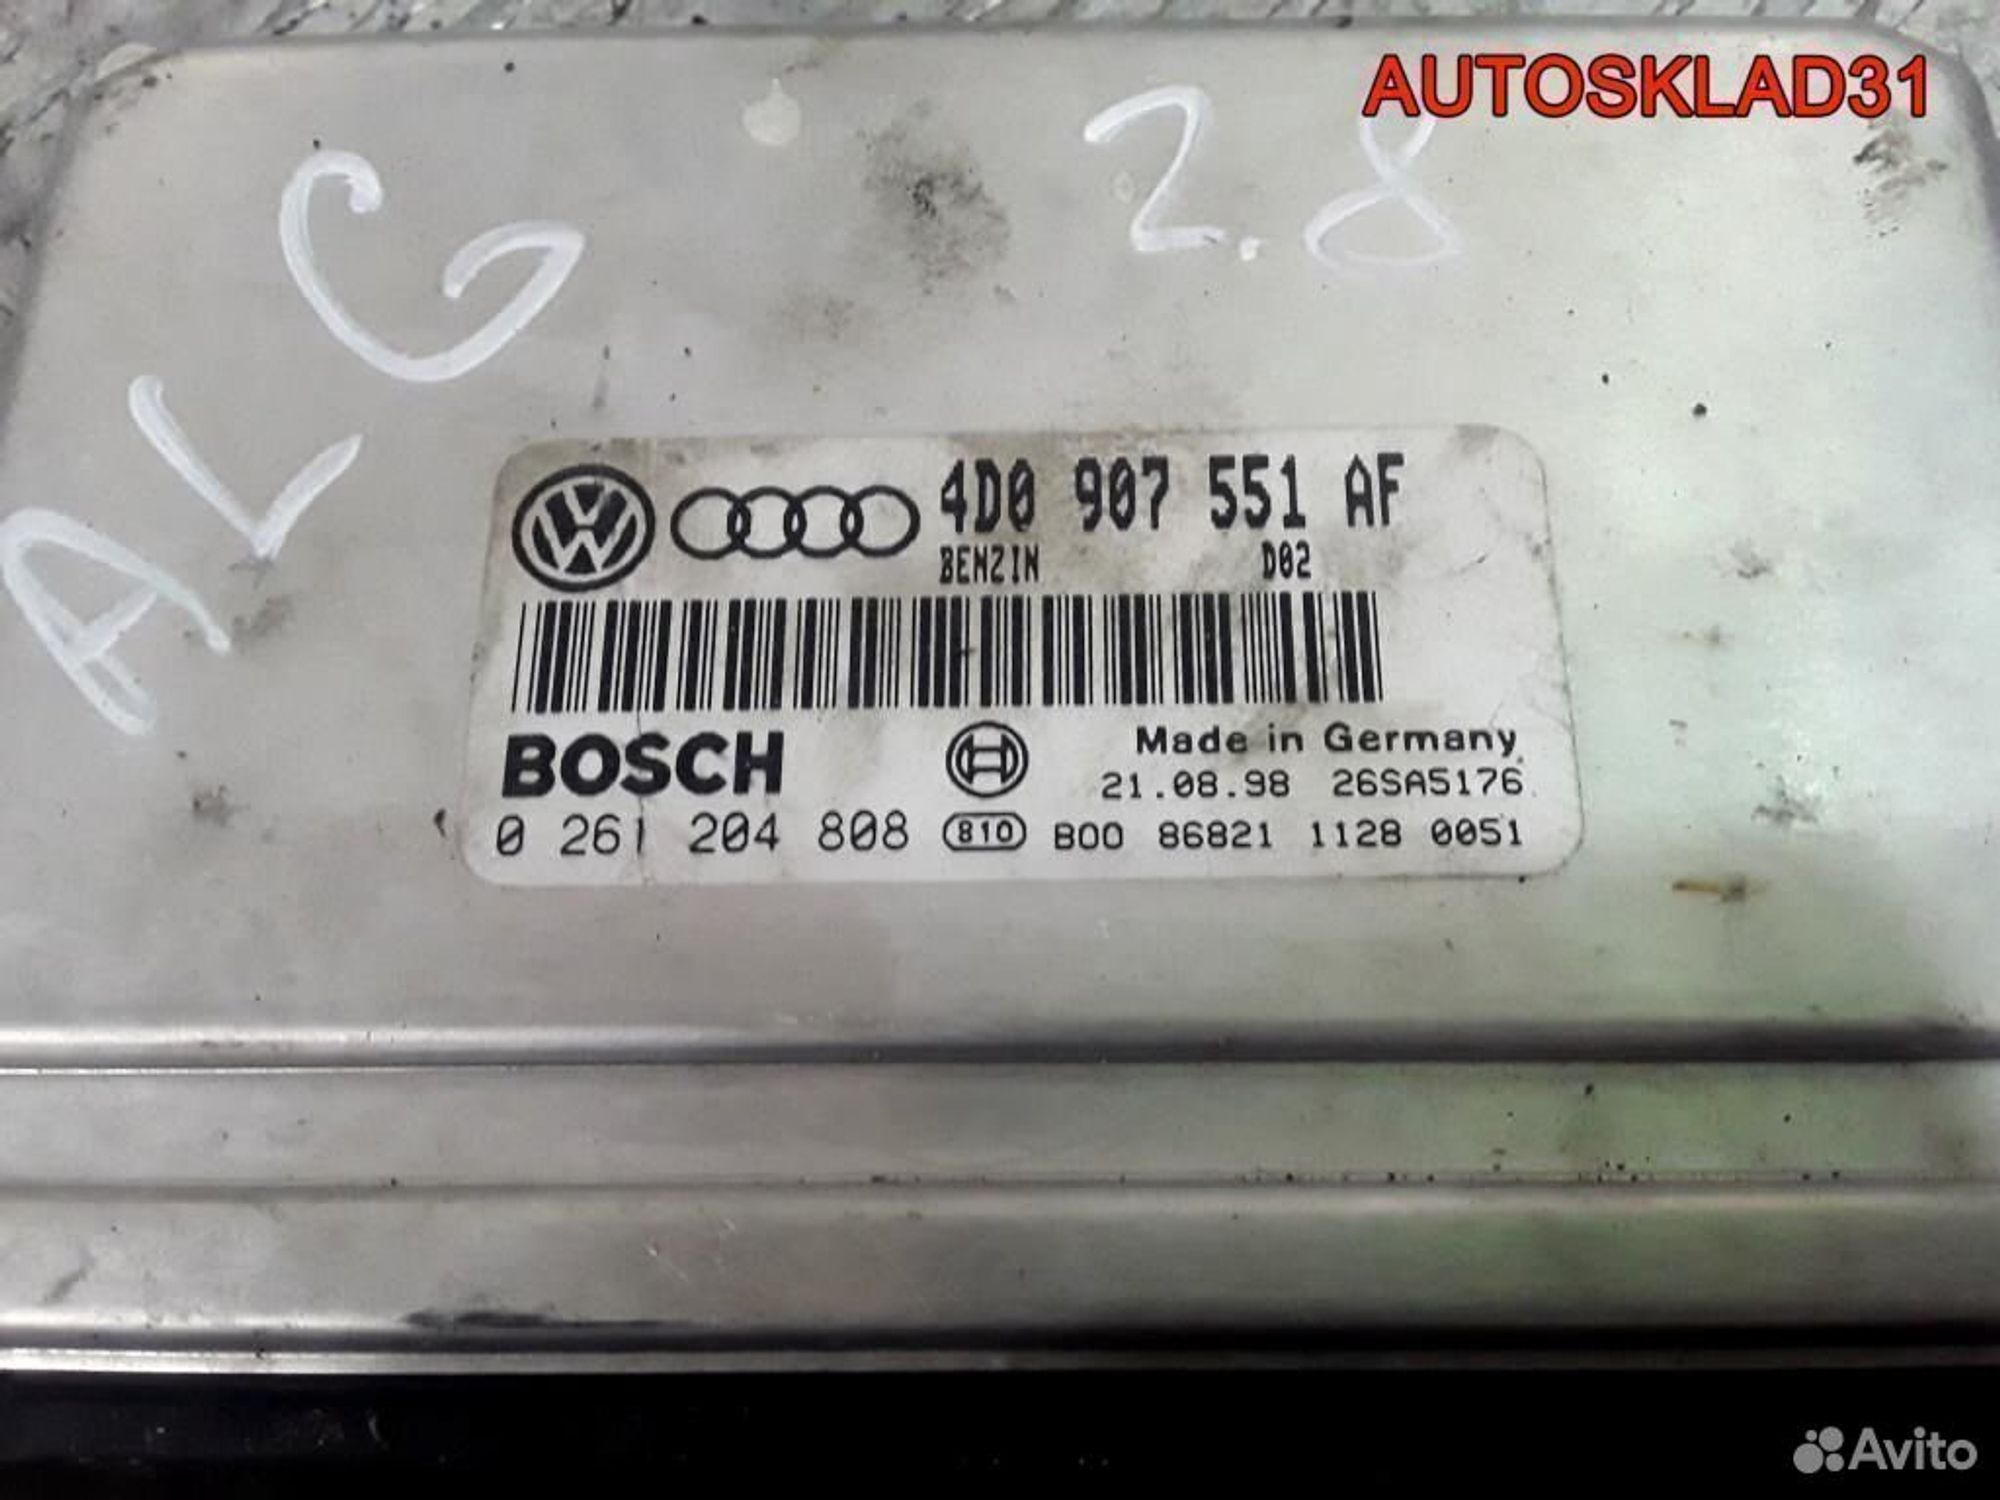 AUTOSKLAD31
ALG 2.8
4D0 907 551 AF
BENZIN D02
BOSCH
Made in Germany
21.08.98 26SA5176
0 261 204 808 810 B00 86821 1128 0051
Avito